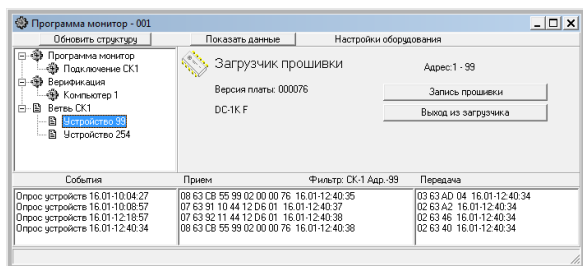 Программа монитор - 001
Обновить структуру
Показать данные
Настройки оборудования
Программа монитор
Подключение СК1
Верификация
Компьютер 1
Ветвь СК1
Устройство 99
Устройство 254
Загрузчик прошивки
Адрес:1 - 99
Версия платы: 000076
DC-1K F
Запись прошивки
Выход из загрузчика
События
Опрос устройств 16.01-10:04:27
Опрос устройств 16.01-10:08:57
Опрос устройств 16.01-12:18:57
Опрос устройств 16.01-12:40:34
Прием
Фильтр: СК-1 Адр.-99
08 63 CB 55 99 02 00 00 76 16.01-12:40:35
07 63 91 10 44 12 D6 01 16.01-12:40:37
07 63 92 11 44 12 D6 01 16.01-12:40:38
08 63 CB 55 99 02 00 00 76 16.01-12:40:38
Передача
03 63 AD 04 16.01-12:40:34
02 63 A2 16.01-12:40:34
02 63 46 16.01-12:40:34
02 63 40 16.01-12:40:34